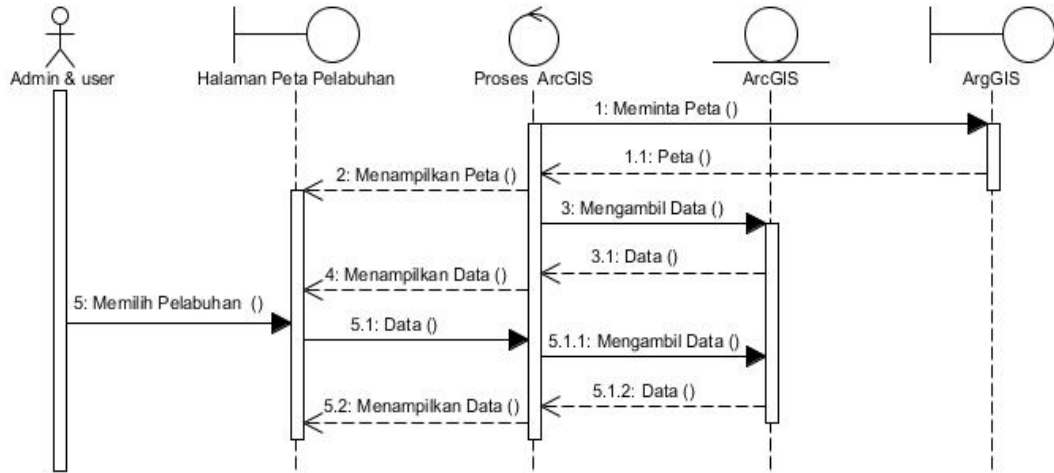 Admin & user
Halaman Peta Pelabuhan
Proses ArcGIS
ArcGIS
ArgGIS
1: Meminta Peta ()
1.1: Peta ()
2: Menampilkan Peta ()
3: Mengambil Data ()
3.1: Data ()
4: Menampilkan Data ()
5: Memilih Pelabuhan ()
5.1: Data ()
5.1.1: Mengambil Data ()
5.1.2: Data ()
5.2: Menampilkan Data ()